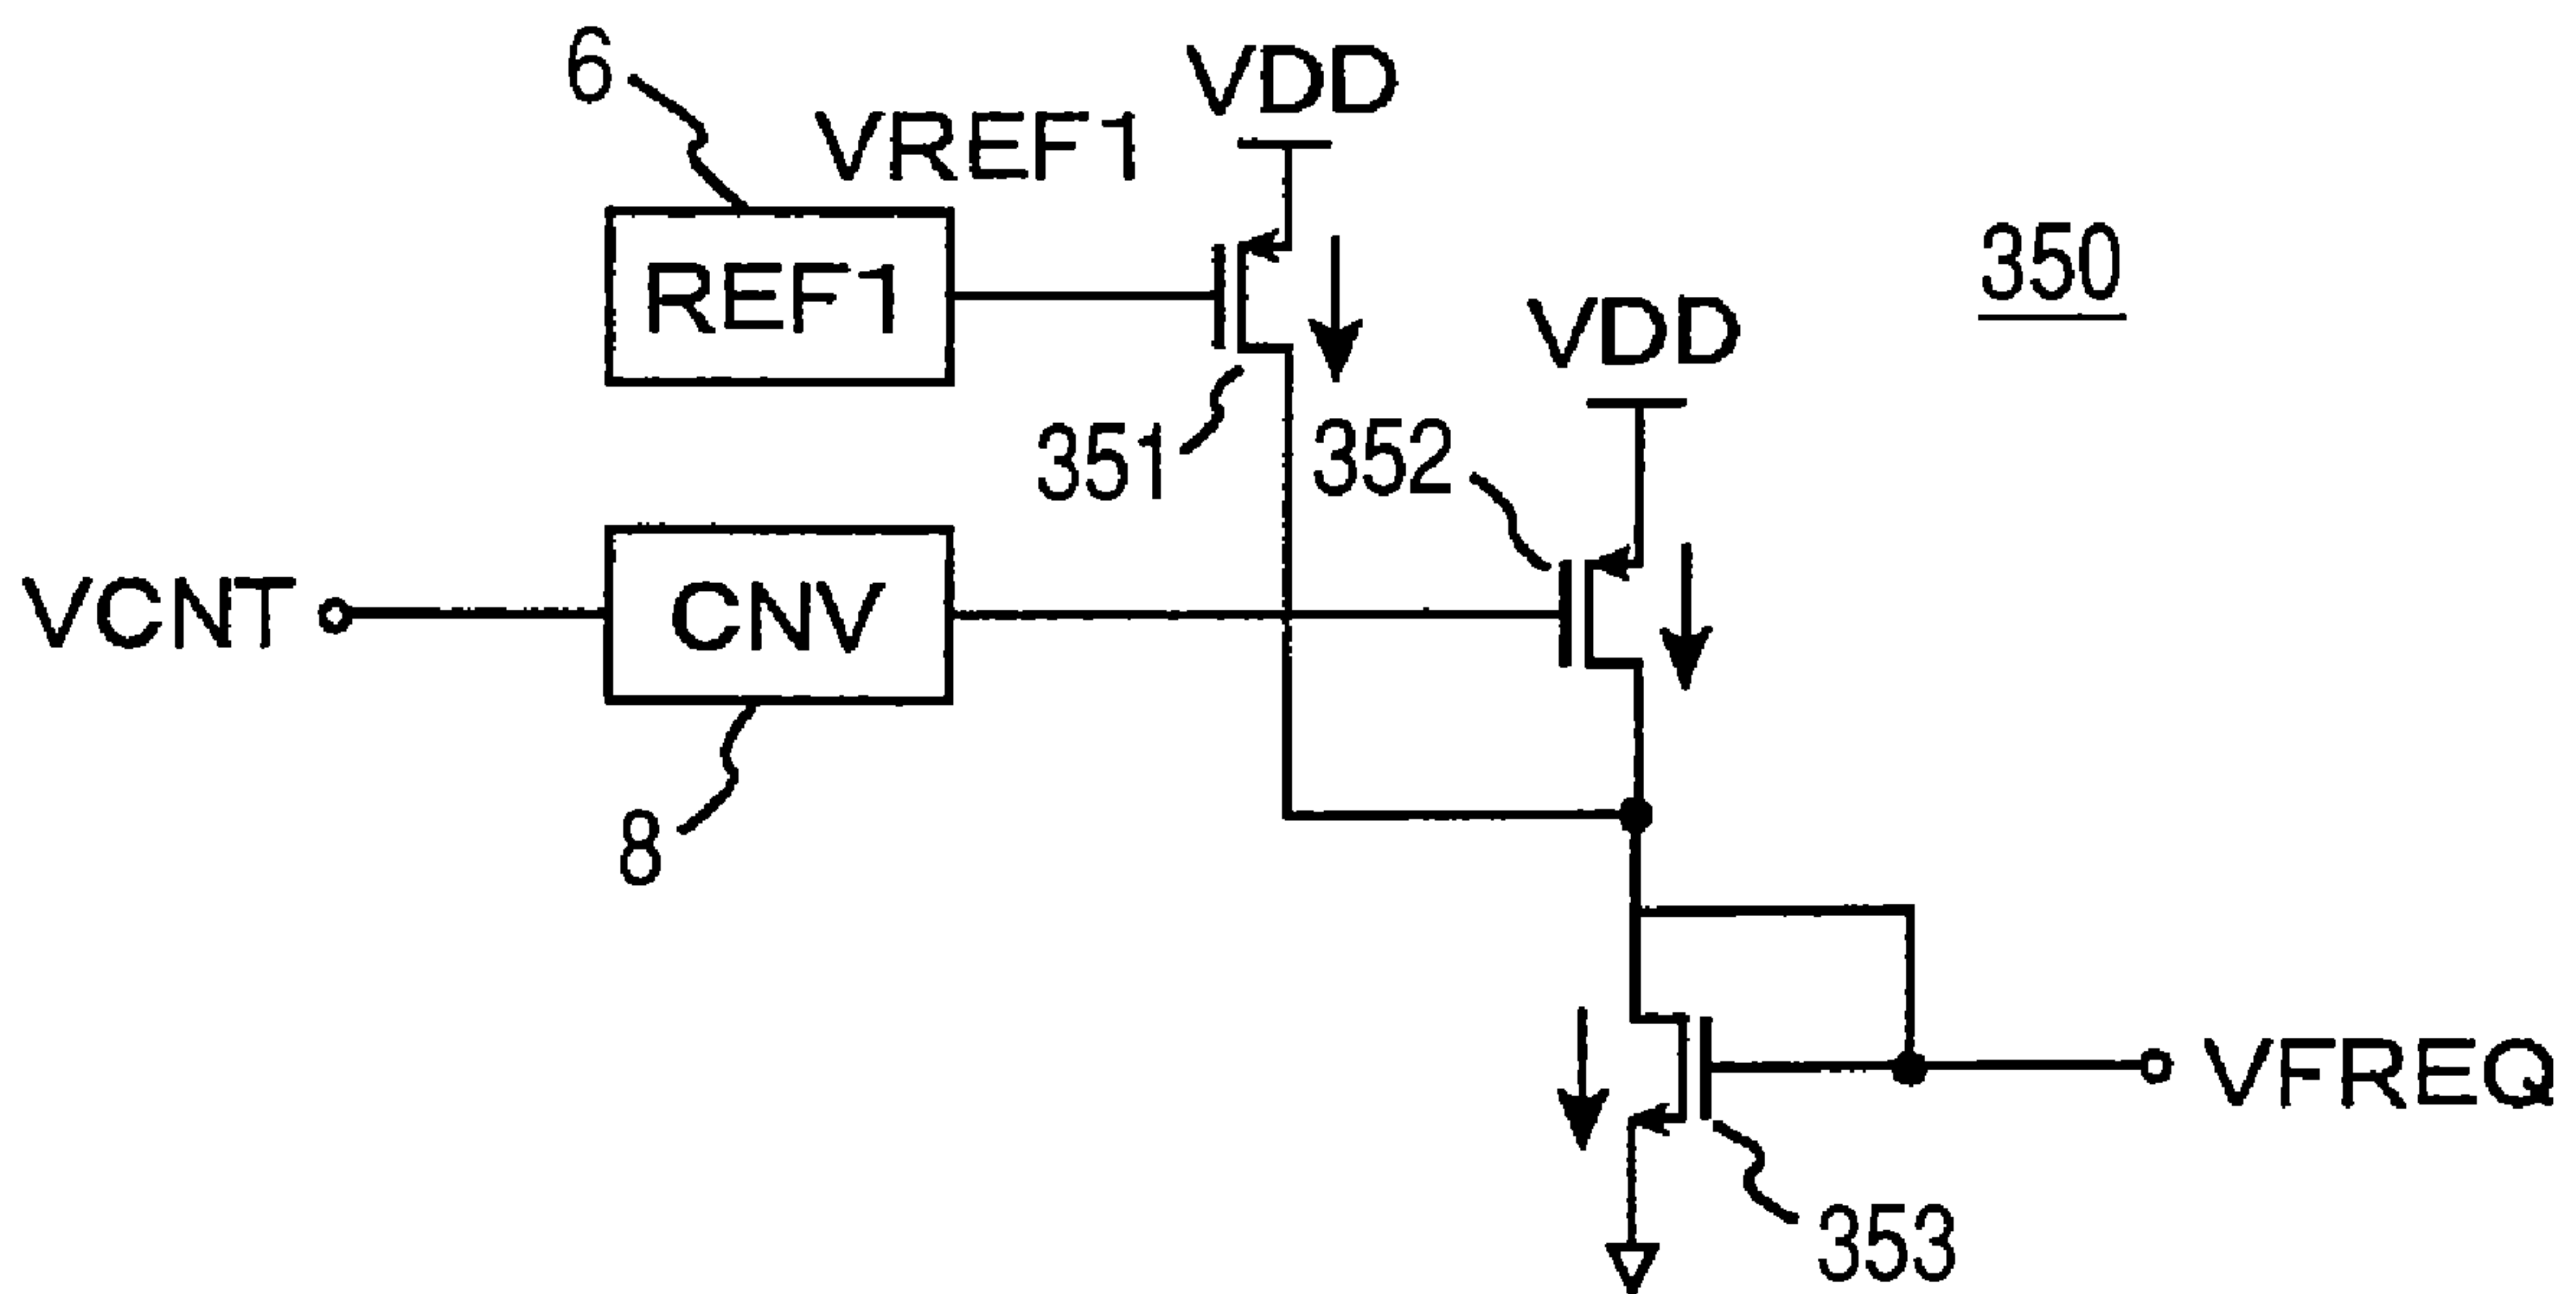 6
VREF1
VDD
REF1
350
VDD
351
352
VCNT
CNV
8
VFREQ
353